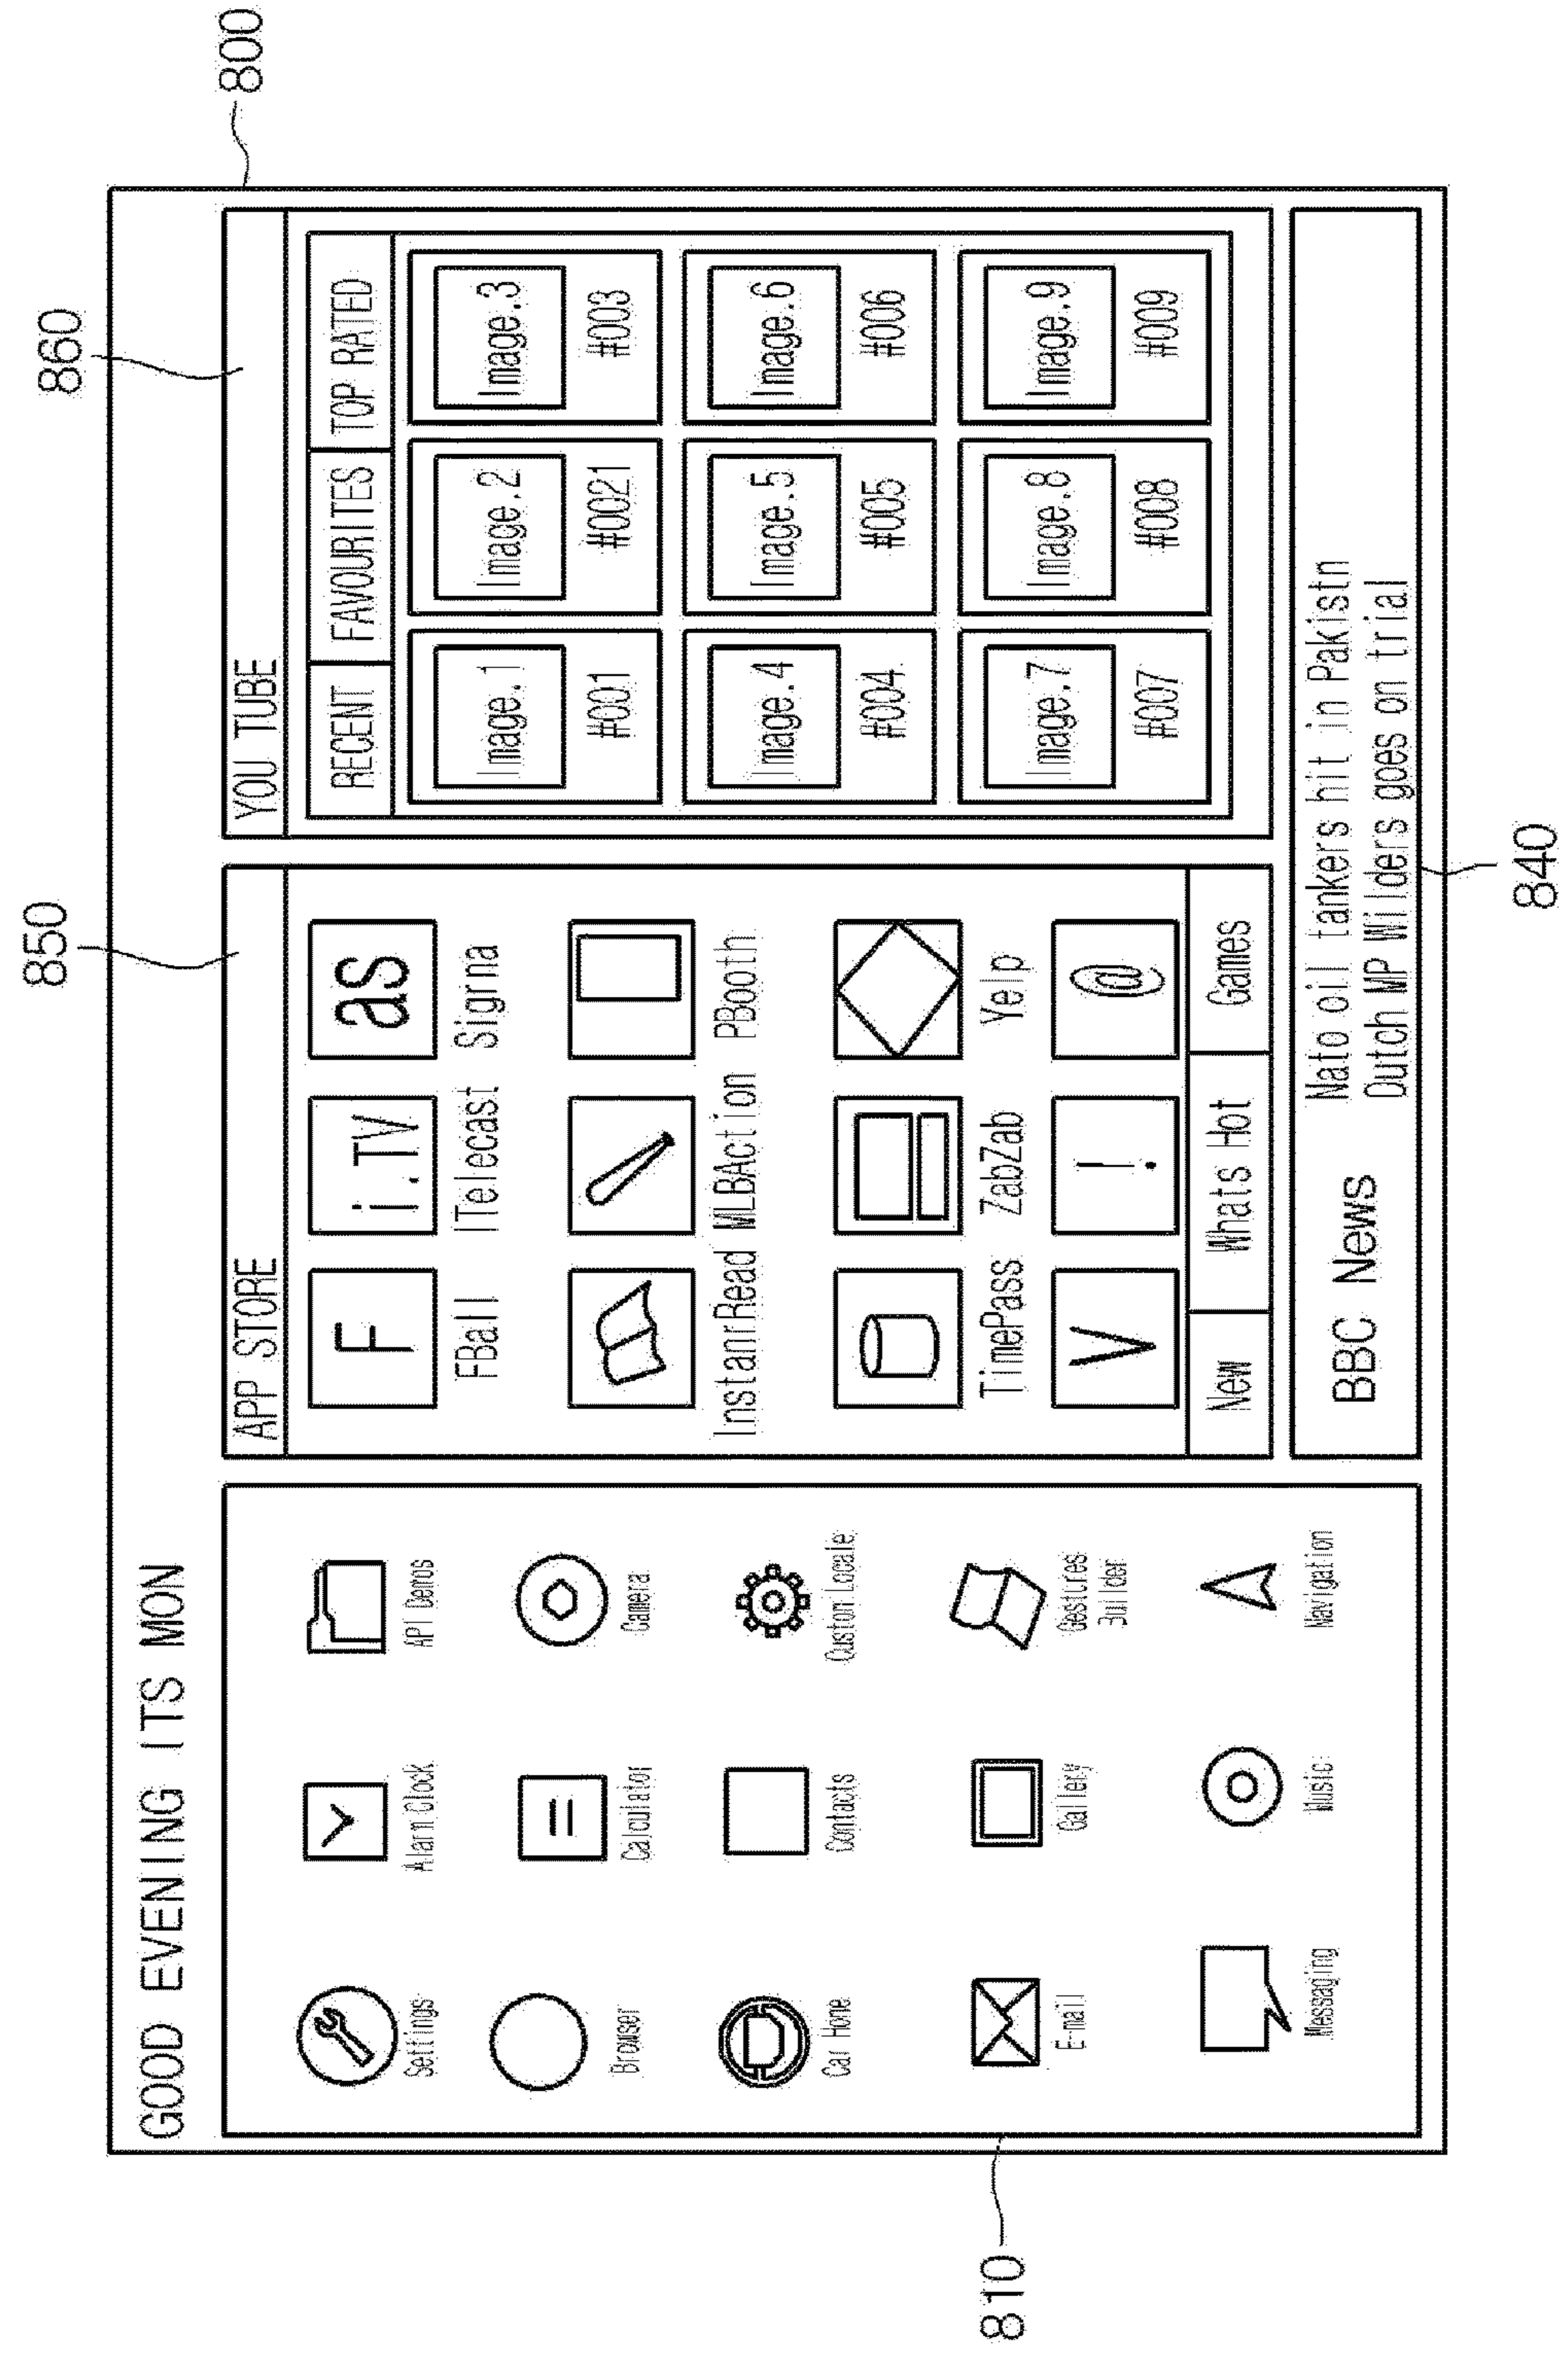 860
850
800
GOOD EVENING ITS MON
Settings
Alarm Clock
API Demos
Browser
Calculator
Camera
Car Home
Contacts
Custom Locale
E-mail
Gallery
Gestures
Builder
Messaging
Music
Navigation
810
APP STORE
F
i.TV
as
FBall
ITelecast
Sigrna
InstanrRead
MLBAction
PBooth
TimePass
ZabZab
Yelp
V
!
@
New
Whats Hot
Games
YOU TUBE
RECENT
FAVOURITES
TOP RATED
Image.1
Image.2
Image.3
#001
#0021
#003
Image.4
Image.5
Image.6
#004
#005
#006
Image.7
Image.8
Image.9
#007
#008
#009
BBC News
Nato oil tankers hit in Pakistn
Dutch MP Wilders goes on trial
840